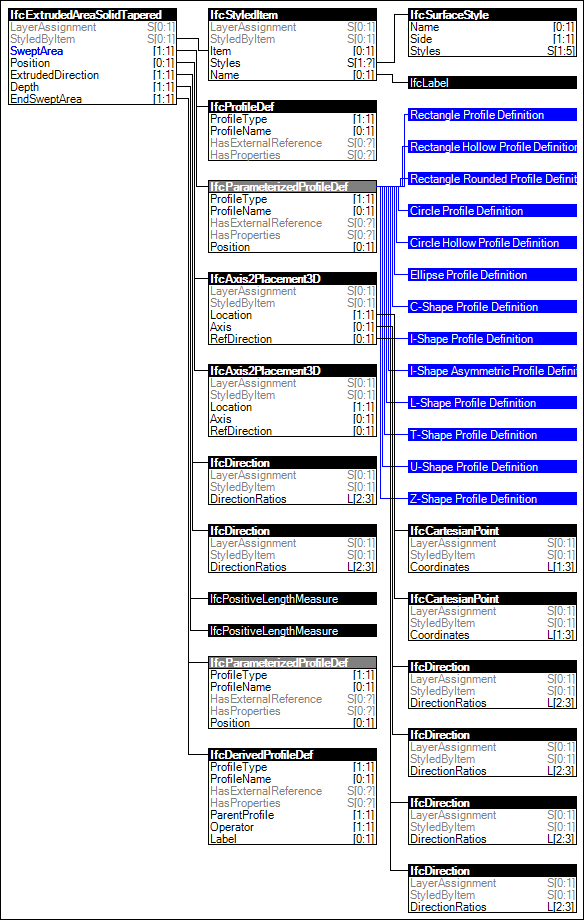 IfcExtrudedAreaSolidTapered
LayerAssignment S[0:1]
StyledByItem S[0:1]
SweptArea [1:1]
Position [0:1]
ExtrudedDirection [1:1]
Depth [1:1]
EndSweptArea [1:1]
IfcStyledItem
LayerAssignment S[0:1]
StyledByItem S[0:1]
Item [0:1]
Styles S[1:?]
Name [0:1]
IfcProfileDef
ProfileType [1:1]
ProfileName [0:1]
HasExternalReference S[0:?]
HasProperties S[0:?]
IfcParameterizedProfileDef
ProfileType [1:1]
ProfileName [0:1]
HasExternalReference S[0:?]
HasProperties S[0:?]
Position [0:1]
IfcAxis2Placement3D
LayerAssignment S[0:1]
StyledByItem S[0:1]
Location [1:1]
Axis [0:1]
RefDirection [0:1]
IfcAxis2Placement3D
LayerAssignment S[0:1]
StyledByItem S[0:1]
Location [1:1]
Axis [0:1]
RefDirection [0:1]
IfcDirection
LayerAssignment S[0:1]
StyledByItem S[0:1]
DirectionRatios L[2:3]
IfcDirection
LayerAssignment S[0:1]
StyledByItem S[0:1]
DirectionRatios L[2:3]
IfcPositiveLengthMeasure
IfcPositiveLengthMeasure
IfcParameterizedProfileDef
ProfileType [1:1]
ProfileName [0:1]
HasExternalReference S[0:?]
HasProperties S[0:?]
Position [0:1]
IfcDerivedProfileDef
ProfileType [1:1]
ProfileName [0:1]
HasExternalReference S[0:?]
HasProperties S[0:?]
ParentProfile [1:1]
Operator [1:1]
Label [0:1]
IfcSurfaceStyle
Name [0:1]
Side [1:1]
Styles S[1:5]
IfcLabel
Rectangle Profile Definition
Rectangle Hollow Profile Definition
Rectangle Rounded Profile Definit
Circle Profile Definition
Circle Hollow Profile Definition
Ellipse Profile Definition
C-Shape Profile Definition
I-Shape Profile Definition
I-Shape Asymmetric Profile Defini
L-Shape Profile Definition
T-Shape Profile Definition
U-Shape Profile Definition
Z-Shape Profile Definition
IfcCartesianPoint
LayerAssignment S[0:1]
StyledByItem S[0:1]
Coordinates L[1:3]
IfcCartesianPoint
LayerAssignment S[0:1]
StyledByItem S[0:1]
Coordinates L[1:3]
IfcDirection
LayerAssignment S[0:1]
StyledByItem S[0:1]
DirectionRatios L[2:3]
IfcDirection
LayerAssignment S[0:1]
StyledByItem S[0:1]
DirectionRatios L[2:3]
IfcDirection
LayerAssignment S[0:1]
StyledByItem S[0:1]
DirectionRatios L[2:3]
IfcDirection
LayerAssignment S[0:1]
StyledByItem S[0:1]
DirectionRatios L[2:3]